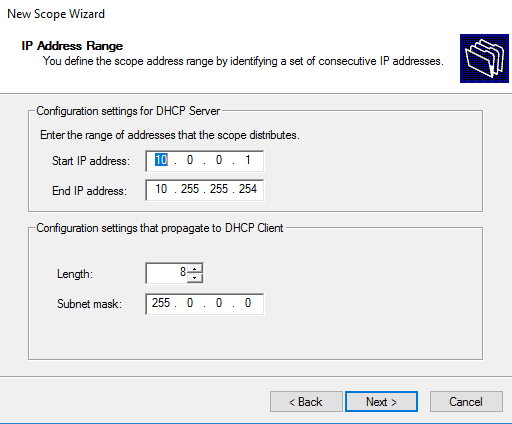 New Scope Wizard
IP Address Range
You define the scope address range by identifying a set of consecutive IP addresses.
Configuration settings for DHCP Server
Enter the range of addresses that the scope distributes.
Start IP address: 10 . 0 . 0 . 1
End IP address: 10 . 255 . 255 . 254
Configuration settings that propagate to DHCP Client
Length: 8
Subnet mask: 255 . 0 . 0 . 0
< Back Next > Cancel